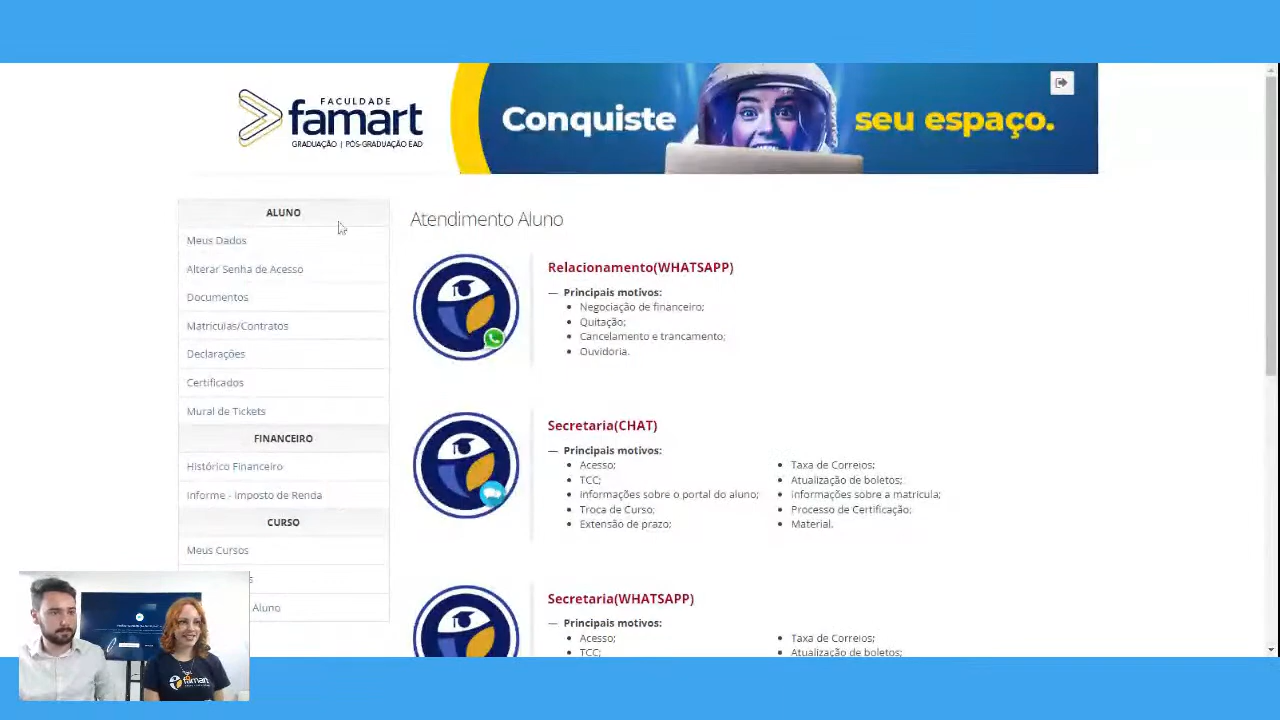 FACULDADE
famart
GRADUAÇÃO | PÓS-GRADUAÇÃO EAD
Conquiste seu espaço.
ALUNO
Meus Dados
Alterar Senha de Acesso
Documentos
Matriculas/Contratos
Declarações
Certificados
Mural de Tickets
FINANCEIRO
Histórico Financeiro
Informe - Imposto de Renda
CURSO
Meus Cursos
s
Aluno
Atendimento Aluno
Relacionamento(WHATSAPP)
— Principais motivos:
• Negociação de financeiro;
• Quitação;
• Cancelamento e trancamento;
• Ouvidoria.
Secretaria(CHAT)
— Principais motivos:
• Acesso;
• TCC;
• Informações sobre o portal do aluno;
• Troca de Curso;
• Extensão de prazo;
• Taxa de Correios;
• Atualização de boletos;
• Informações sobre a matrícula;
• Processo de Certificação;
• Material.
Secretaria(WHATSAPP)
— Principais motivos:
• Acesso;
• TCC;
• Taxa de Correios;
• Atualização de boletos;
famart